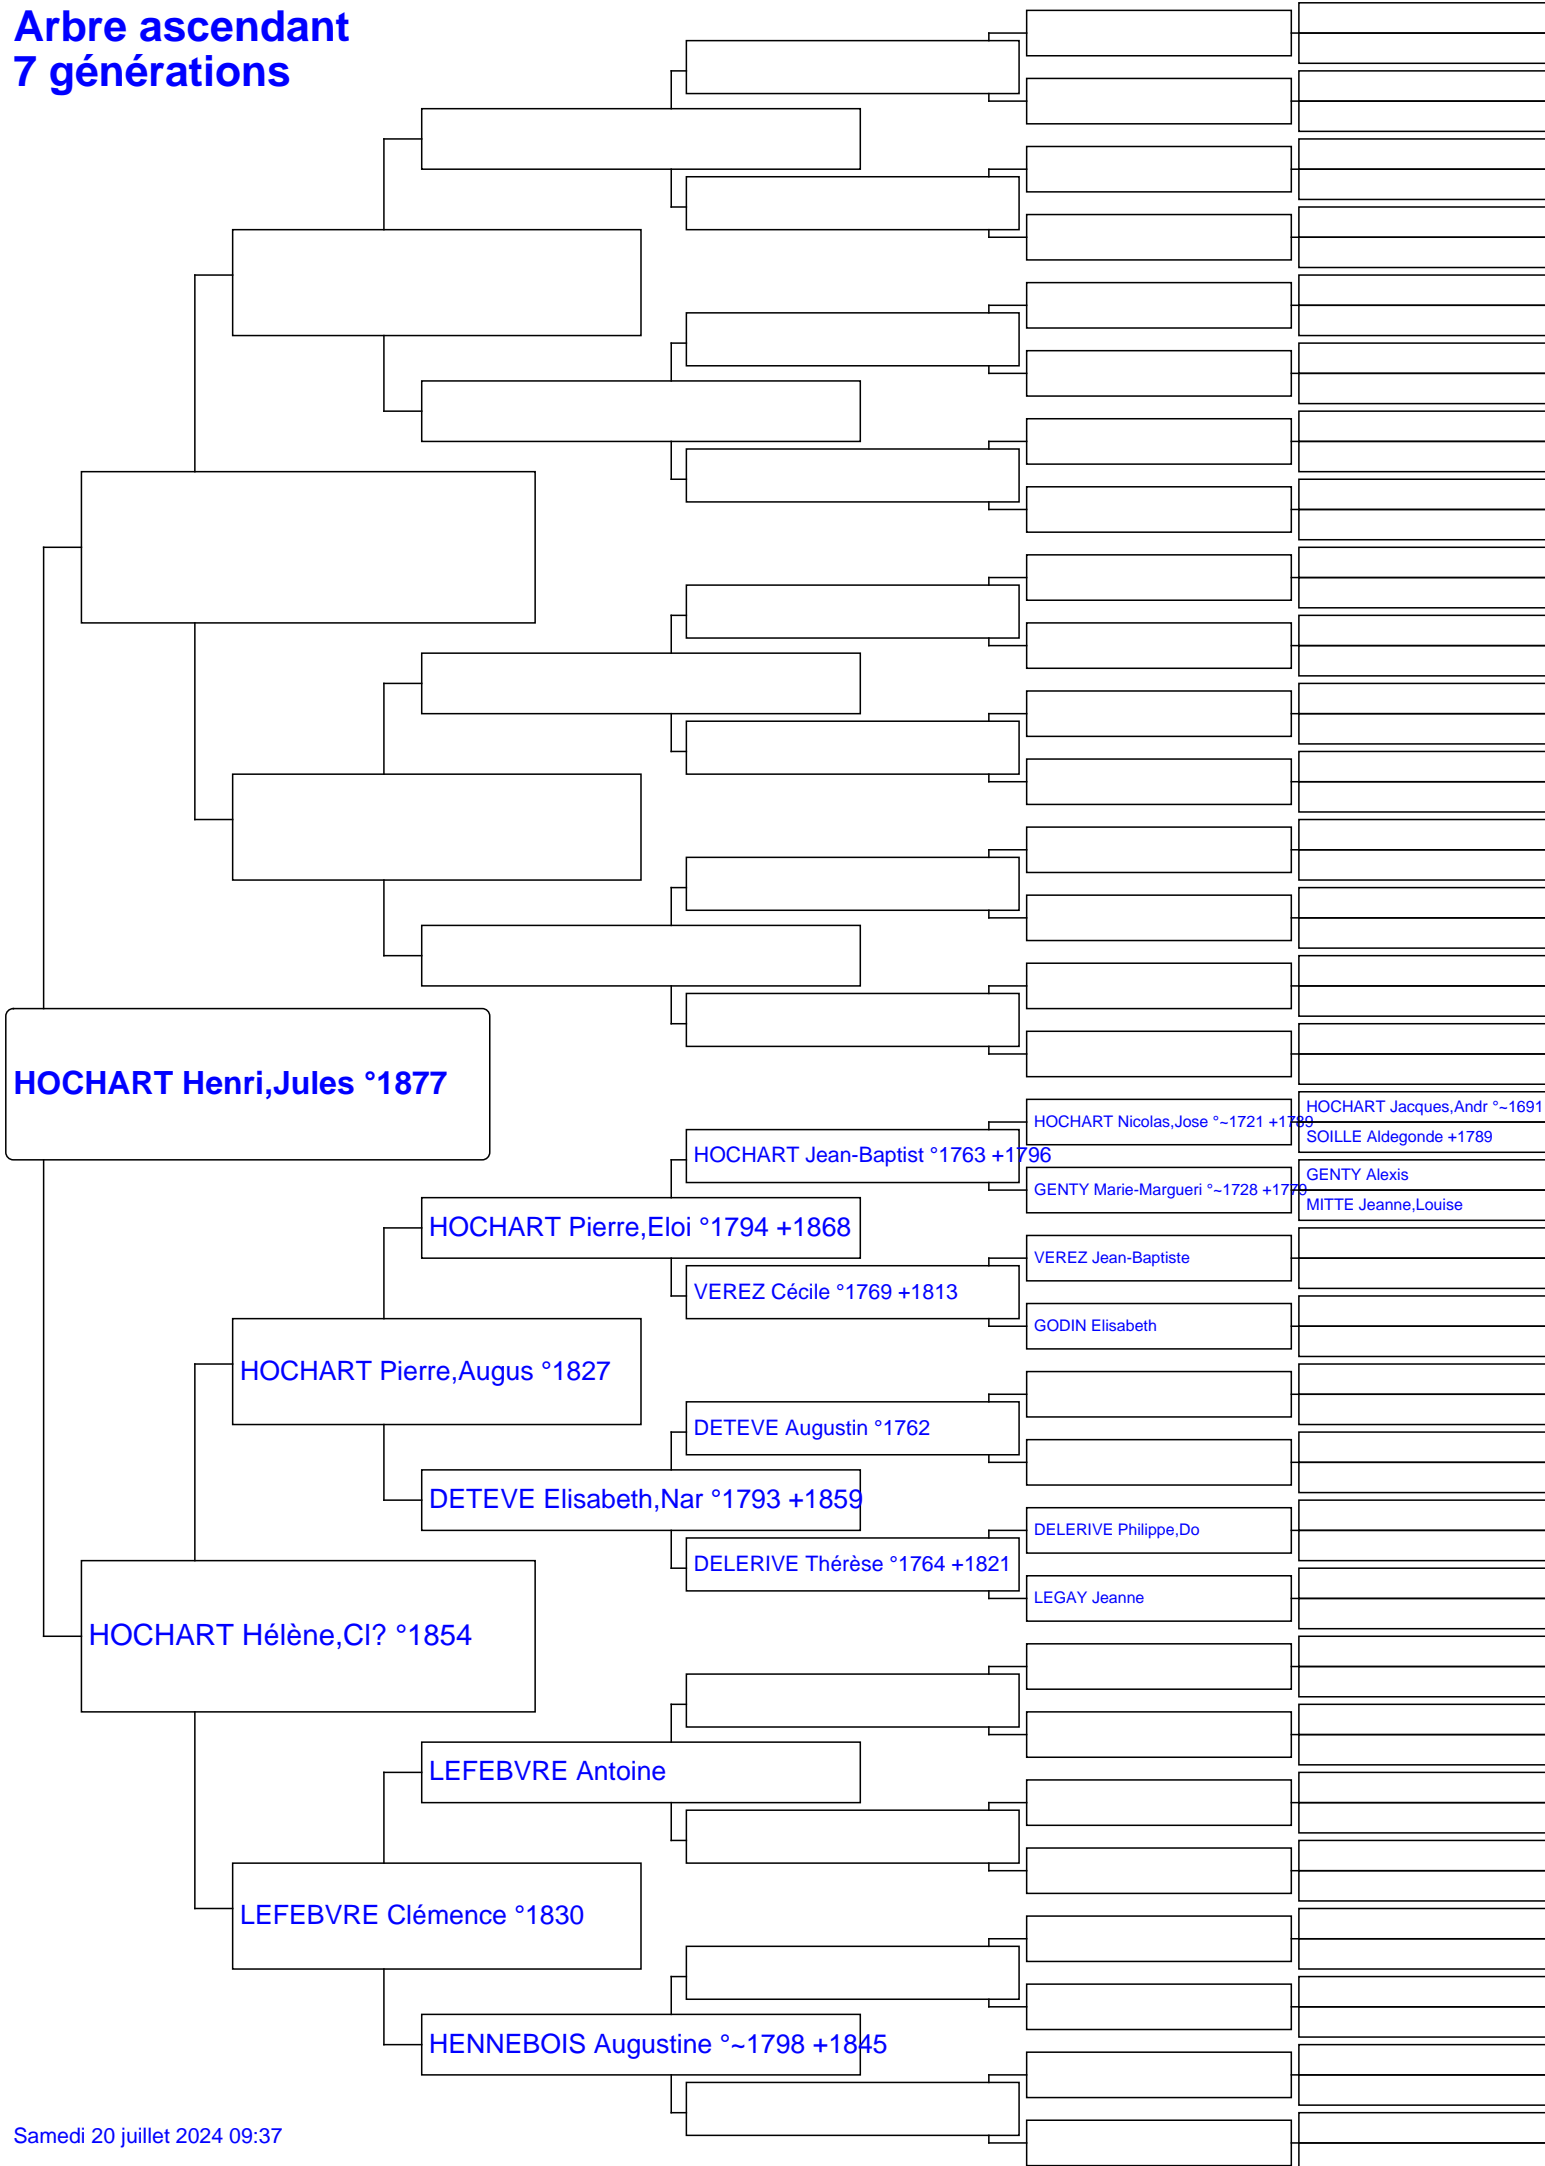 Arbre ascendant
7 générations
HOCHART Henri,Jules °1877
HOCHART Hélène,Cl? °1854
HOCHART Pierre,Augus °1827
LEFEBVRE Clémence °1830
HOCHART Pierre,Eloi °1794 +1868
DETEVE Elisabeth,Nar °1793 +1859
LEFEBVRE Antoine
HENNEBOIS Augustine °~1798 +1845
HOCHART Jean-Baptist °1763 +1796
VEREZ Cécile °1769 +1813
DETEVE Augustin °1762
DELERIVE Thérèse °1764 +1821
HOCHART Nicolas,Jose °~1721 +1789
GENTY Marie-Margueri °~1728 +1779
VEREZ Jean-Baptiste
GODIN Elisabeth
DELERIVE Philippe,Do
LEGAY Jeanne
HOCHART Jacques,Andr °~1691
SOILLE Aldegonde +1789
GENTY Alexis
MITTE Jeanne,Louise
Samedi 20 juillet 2024 09:37